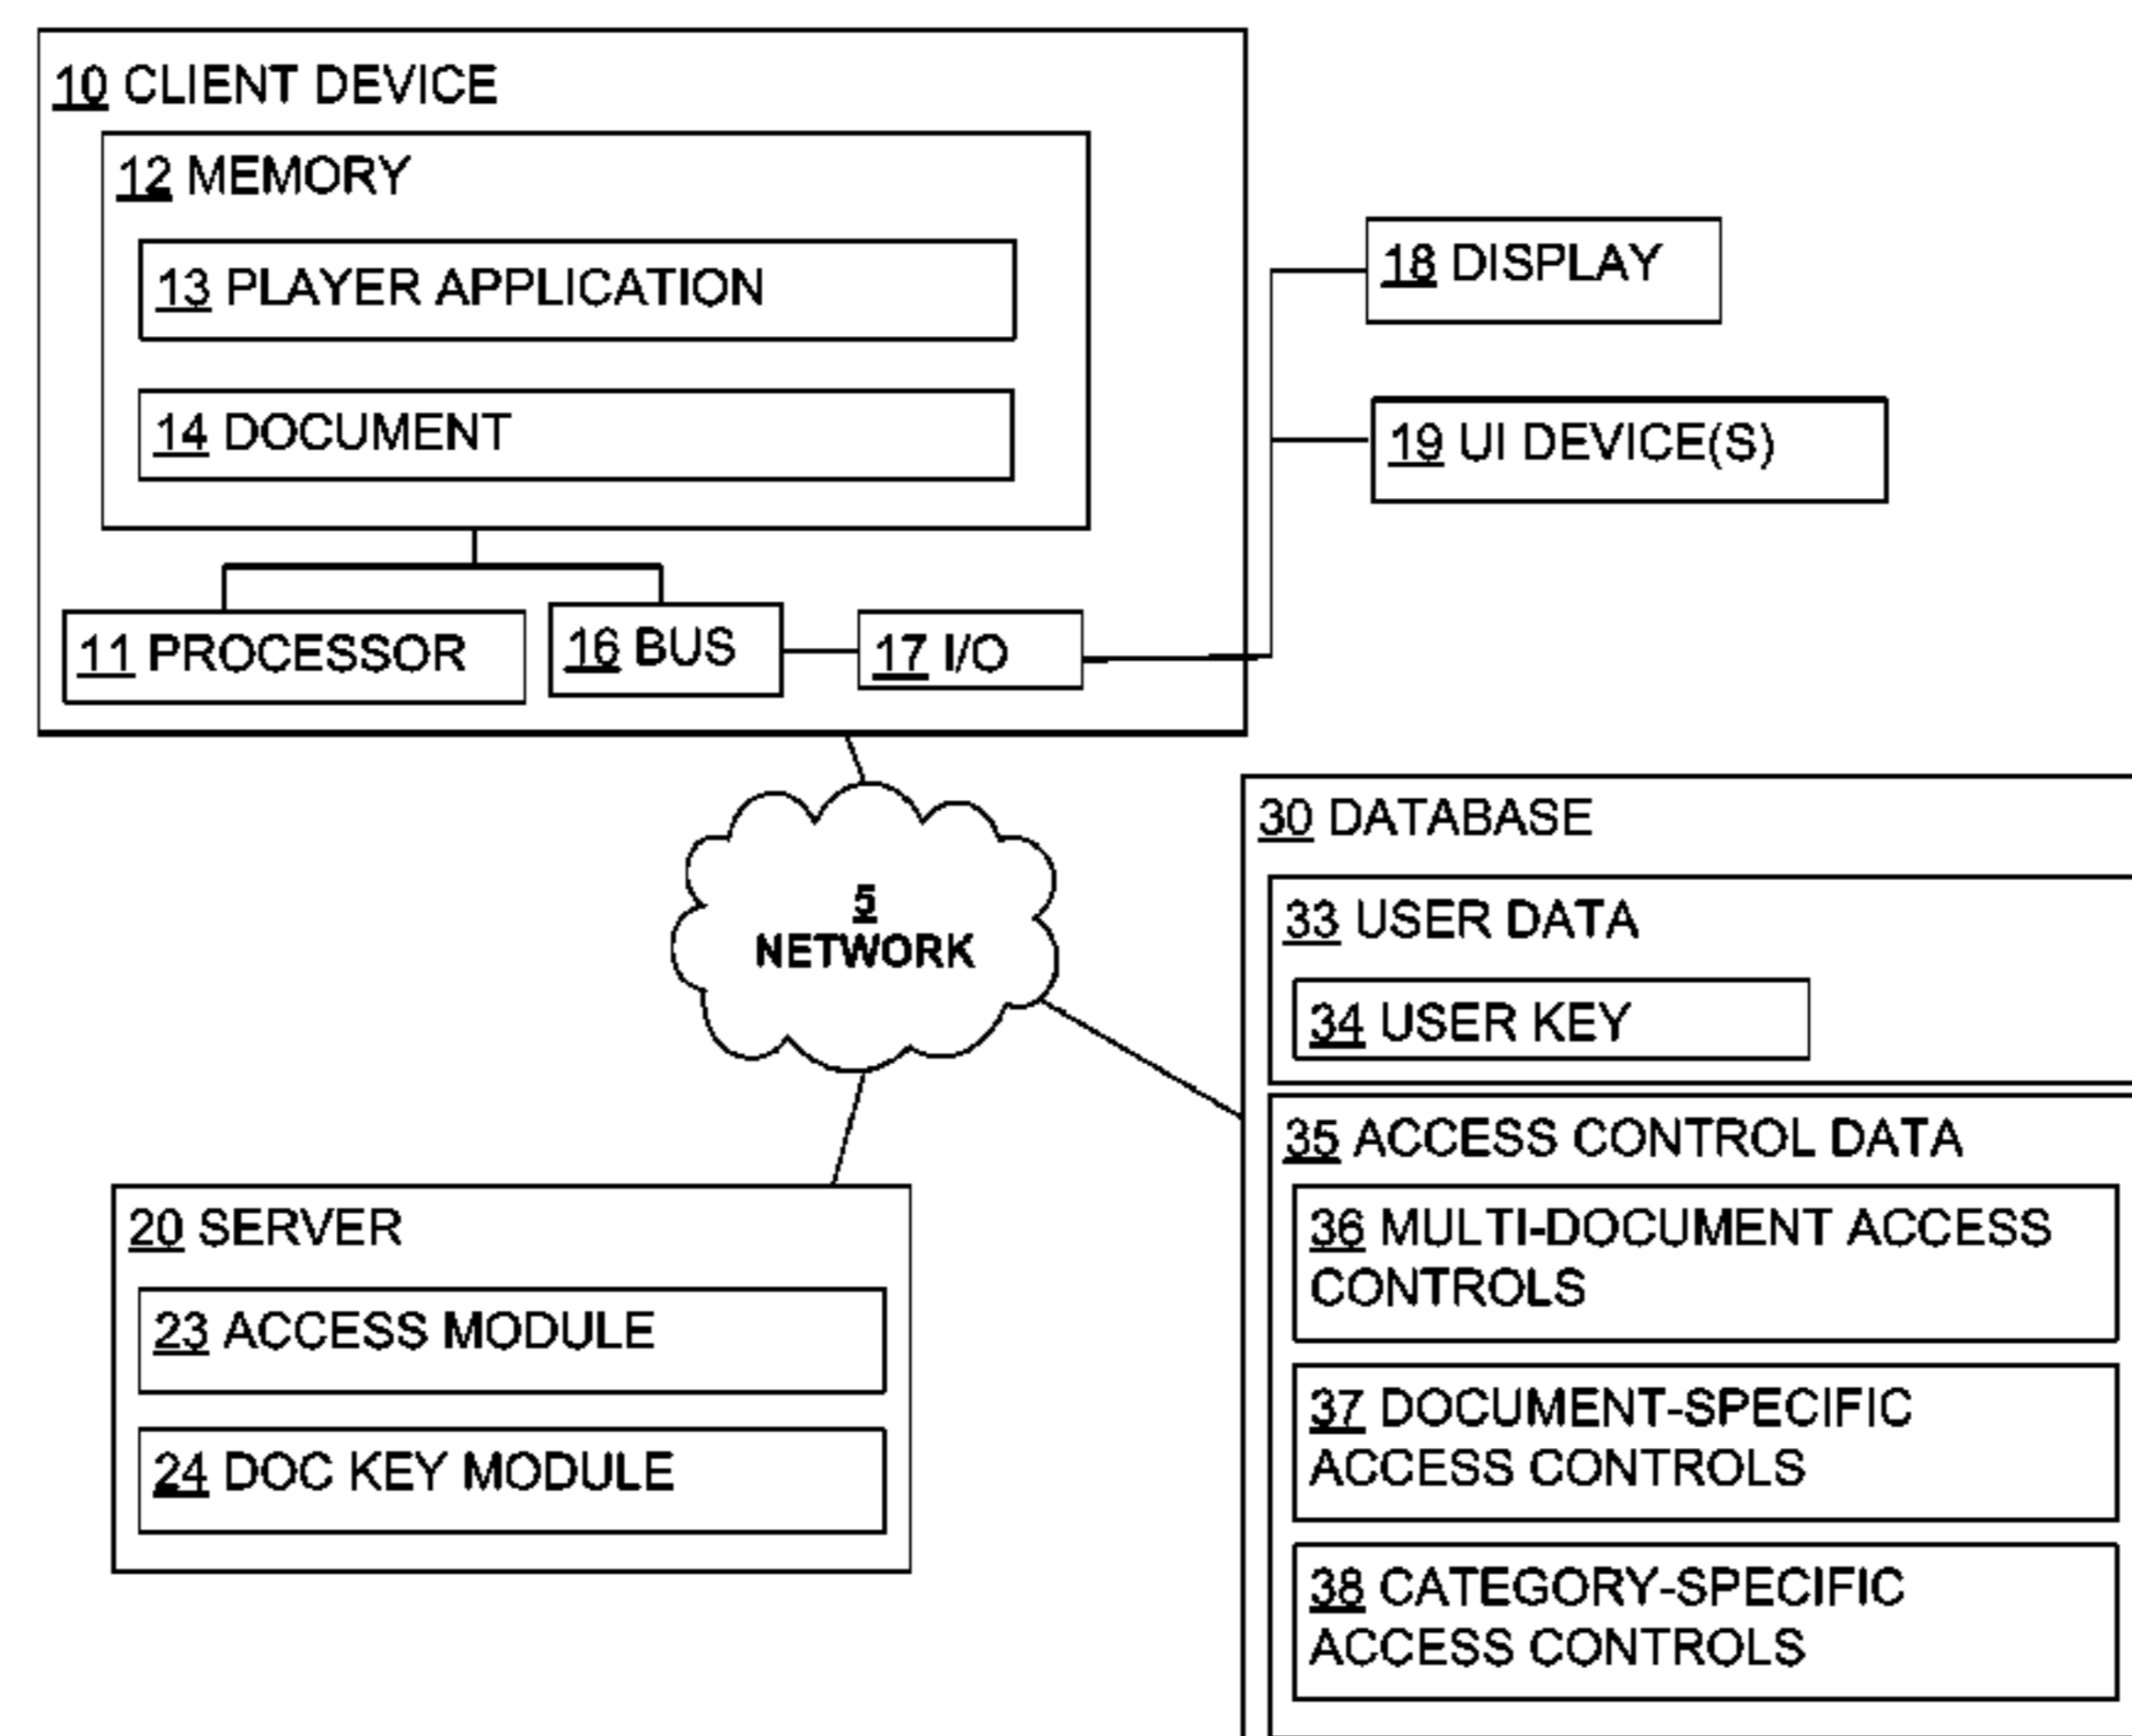 10 CLIENT DEVICE
12 MEMORY
13 PLAYER APPLICATION
14 DOCUMENT
11 PROCESSOR
16 BUS
17 I/O
18 DISPLAY
19 UI DEVICE(S)
5
NETWORK
20 SERVER
23 ACCESS MODULE
24 DOC KEY MODULE
30 DATABASE
33 USER DATA
34 USER KEY
35 ACCESS CONTROL DATA
36 MULTI-DOCUMENT ACCESS
CONTROLS
37 DOCUMENT-SPECIFIC
ACCESS CONTROLS
38 CATEGORY-SPECIFIC
ACCESS CONTROLS